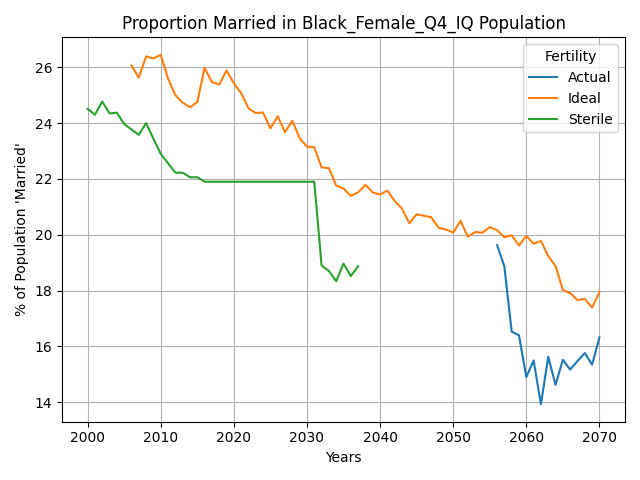 Proportion Married in Black_Female_Q4_IQ Population
Fertility
Actual
Ideal
Sterile
% of Population 'Married'
26
24
22
20
18
16
14
2000
2010
2020
2030
2040
2050
2060
2070
Years